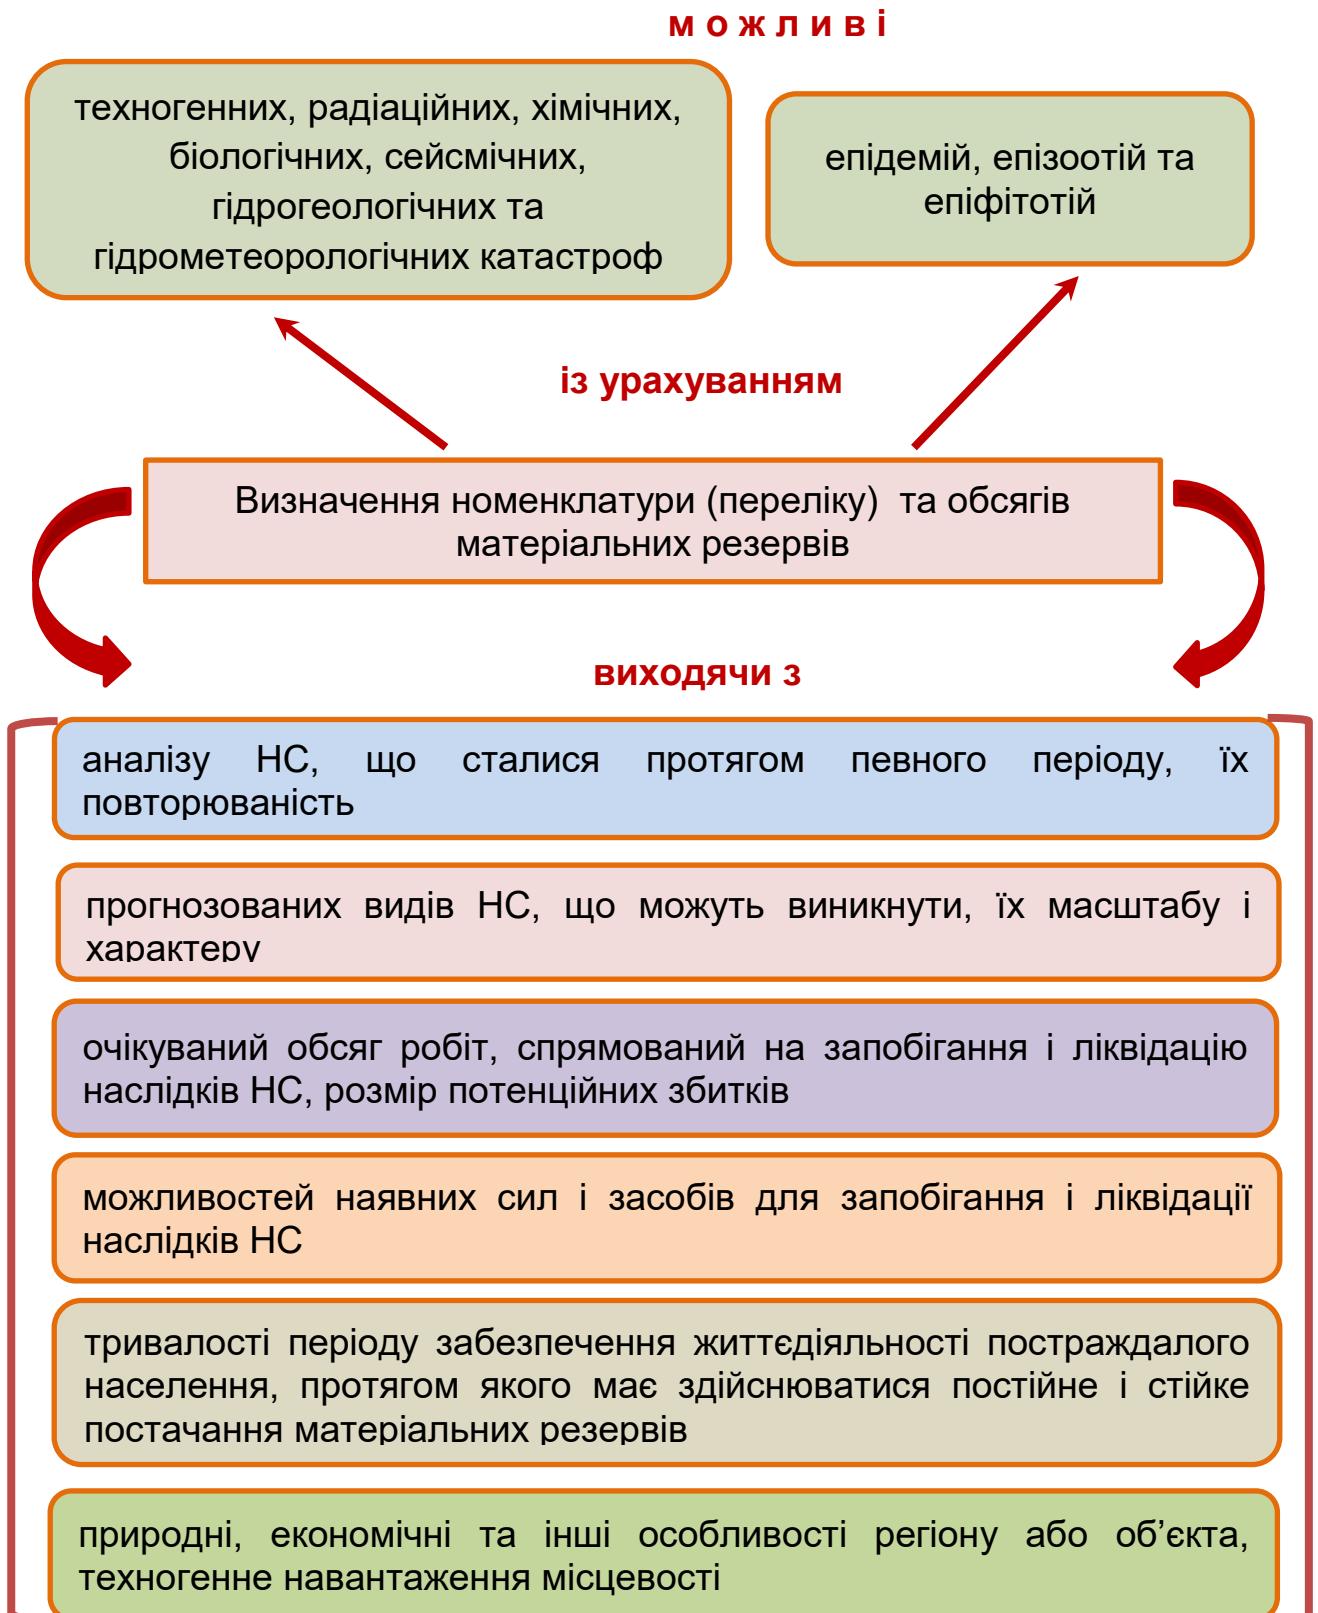 м о ж л и в і
техногенних, радіаційних, хімічних,
біологічних, сейсмічних,
гідрогеологічних та
гідрометеорологічних катастроф
епідемій, епізоотій та
епіфітотій
із урахуванням
Визначення номенклатури (переліку) та обсягів
матеріальних резервів
виходячи з
аналізу НС, що сталися протягом певного періоду, їх
повторюваність
прогнозованих видів НС, що можуть виникнути, їх масштабу і
характеру
очікуваний обсяг робіт, спрямований на запобігання і ліквідацію
наслідків НС, розмір потенційних збитків
можливостей наявних сил і засобів для запобігання і ліквідації
наслідків НС
тривалості періоду забезпечення життєдіяльності постраждалого
населення, протягом якого має здійснюватися постійне і стійке
постачання матеріальних резервів
природні, економічні та інші особливості регіону або об’єкта,
техногенне навантаження місцевості